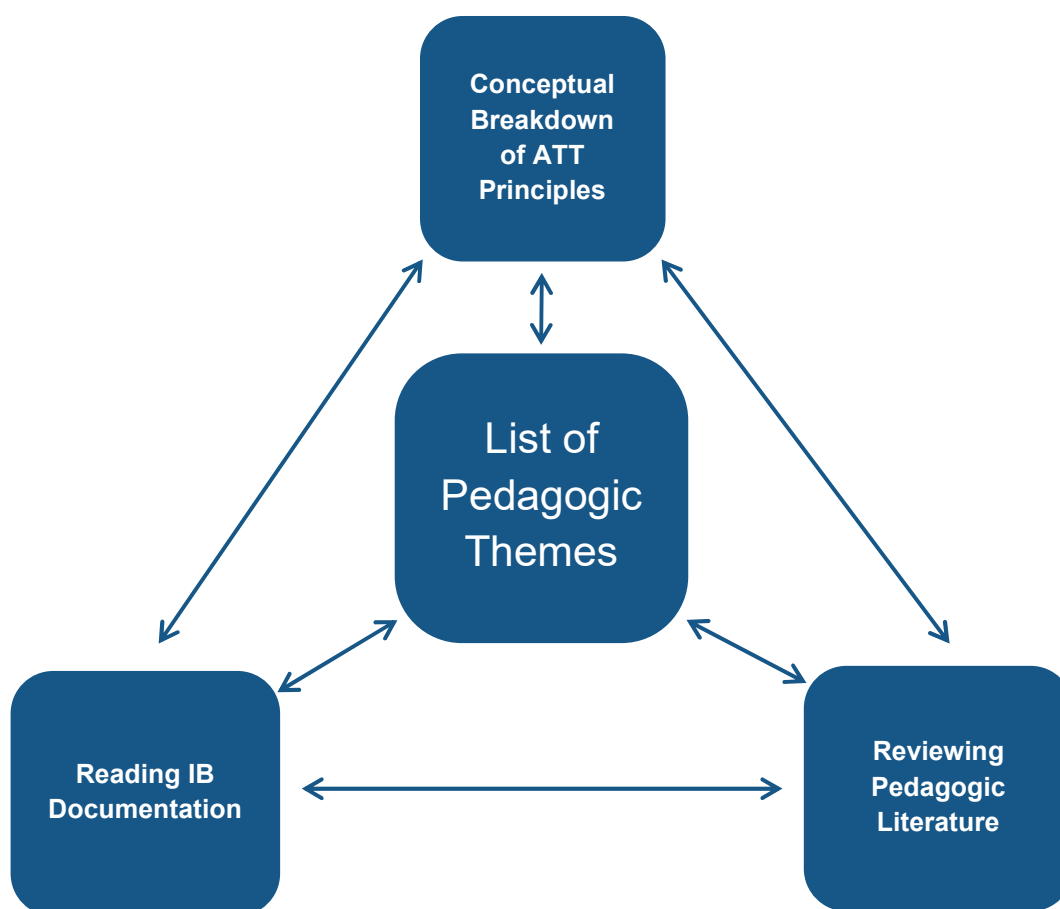 Conceptual
Breakdown
of ATT
Principles
List of
Pedagogic
Themes
Reading IB
Documentation
Reviewing
Pedagogic
Literature